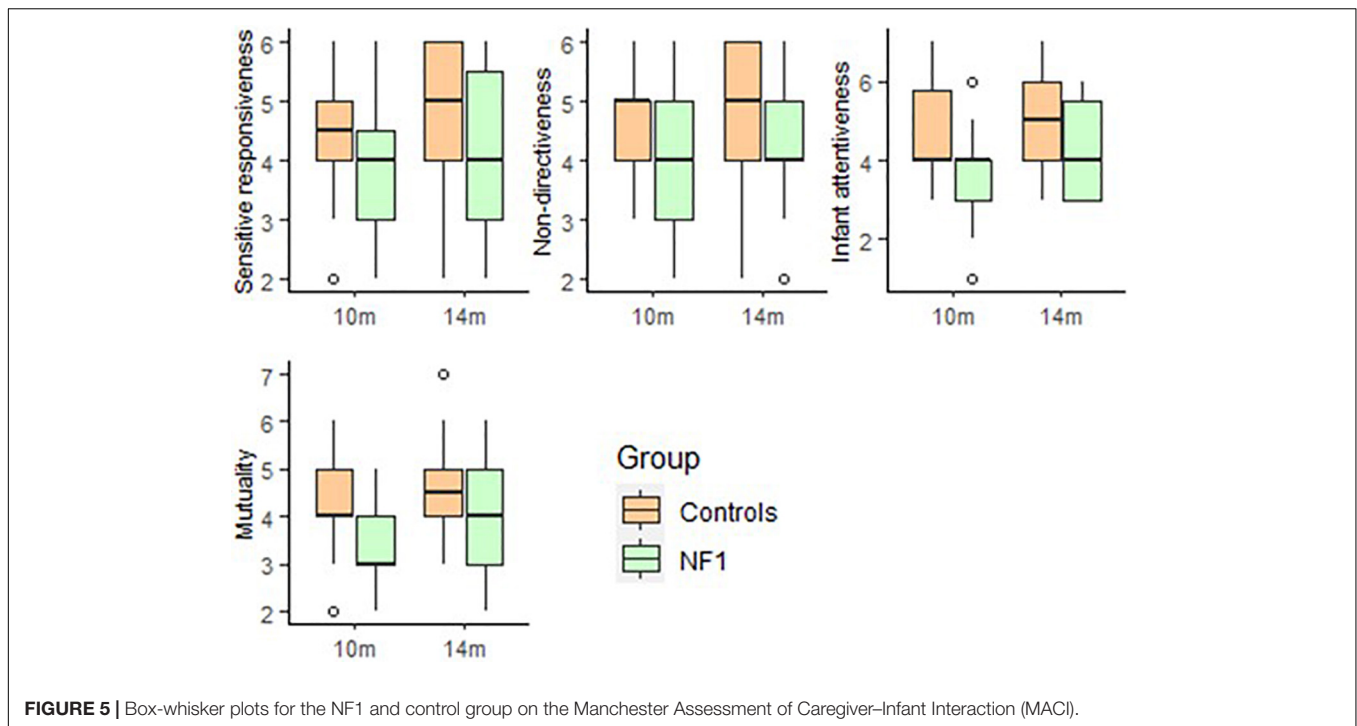 Sensitive responsiveness
6
5
4
3
2
10m 14m
Non-directiveness
6
5
4
3
2
10m 14m
Infant attentiveness
6
4
2
10m 14m
Mutuality
7
6
5
4
3
2
10m 14m
Group
Controls
NF1
FIGURE 5 | Box-whisker plots for the NF1 and control group on the Manchester Assessment of Caregiver–Infant Interaction (MACI).